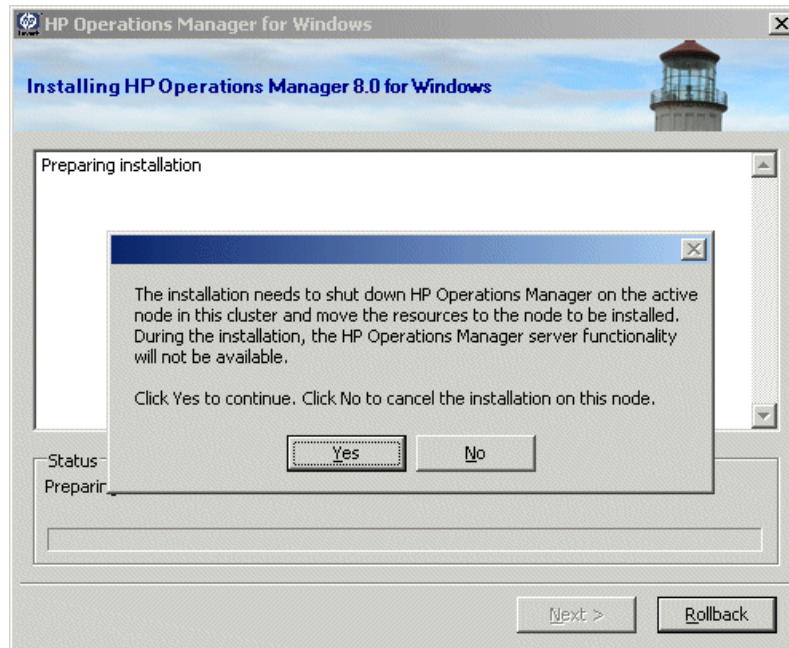 HP Operations Manager for Windows
Installing HP Operations Manager 8.0 for Windows
Preparing installation
The installation needs to shut down HP Operations Manager on the active
node in this cluster and move the resources to the node to be installed.
During the installation, the HP Operations Manager server functionality
will not be available.
Click Yes to continue. Click No to cancel the installation on this node.
Yes No
Status
Next > Rollback